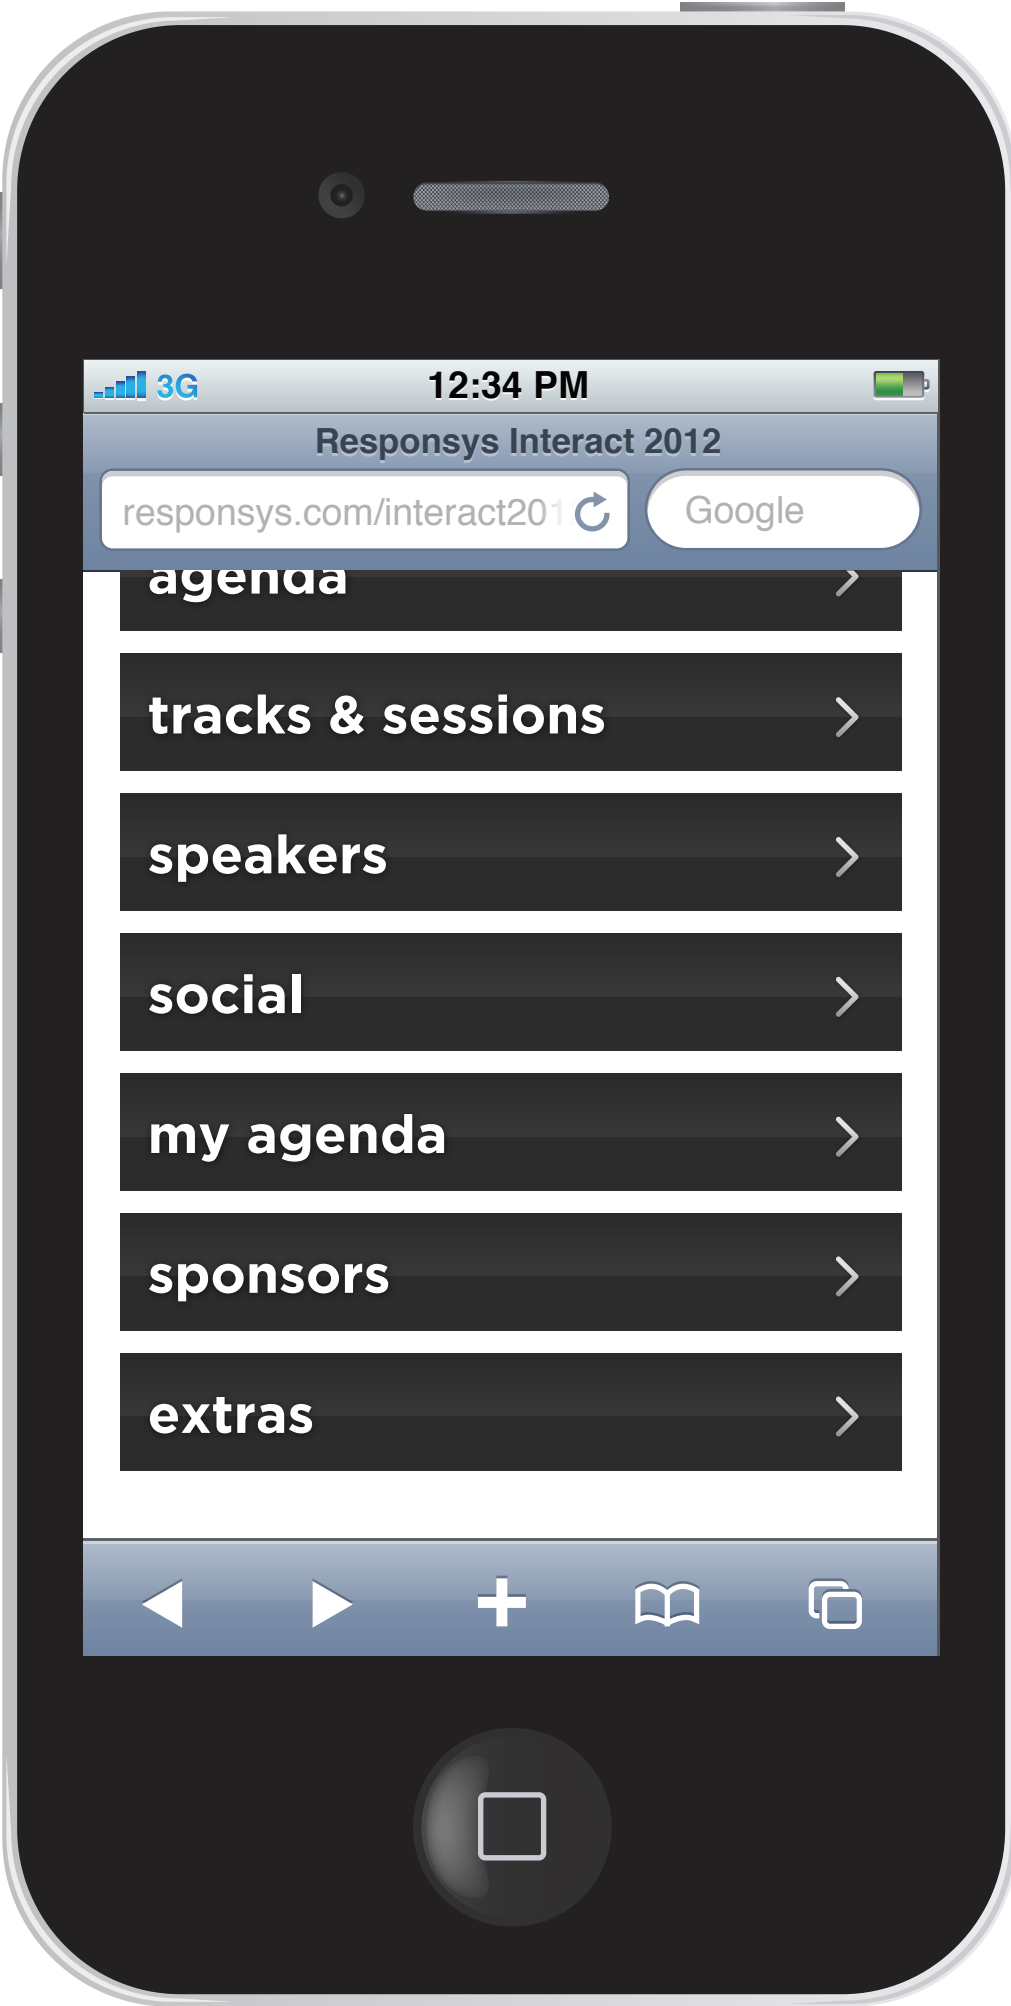 3G 12:34 PM
Responsys Interact 2012
responsys.com/interact201 Google
agenda
tracks & sessions
speakers
social
my agenda
sponsors
extras